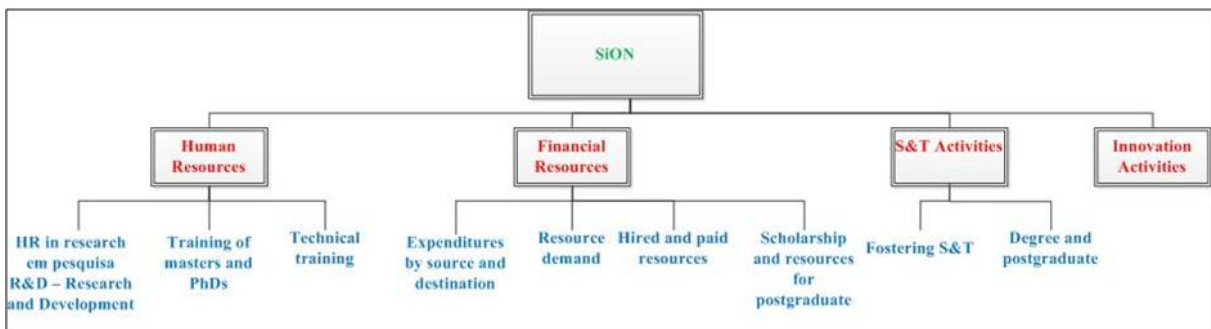 SiON
Human
Resources
Financial
Resources
S&T Activities
Innovation
Activities
HR in research
em pesquisa
R&D – Research
and Development
Training of
masters and
PhDs
Technical
training
Expenditures
by source and
destination
Resource
demand
Hired and paid
resources
Scholarship
and resources
for
postgraduate
Fostering S&T
Degree and
postgraduate